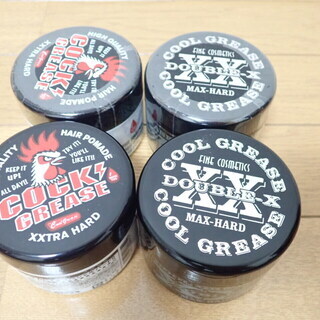 HIGH QUALITY
HAIR POMADE
COCK
GREASE
XXTRA HARD
COOL GREASE
FINE COSMETICS
XX
DOUBLE-X
MAX-HARD
COOL GREASE
HAIR POMADE
KEEP IT UP!
ALL DAY!!
TRY IT!
YOU'LL LIKE IT!
COCK
GREASE
XXTRA HARD
COOL GREASE
FINE COSMETICS
XX
DOUBLE-X
MAX-HARD
COOL GREASE